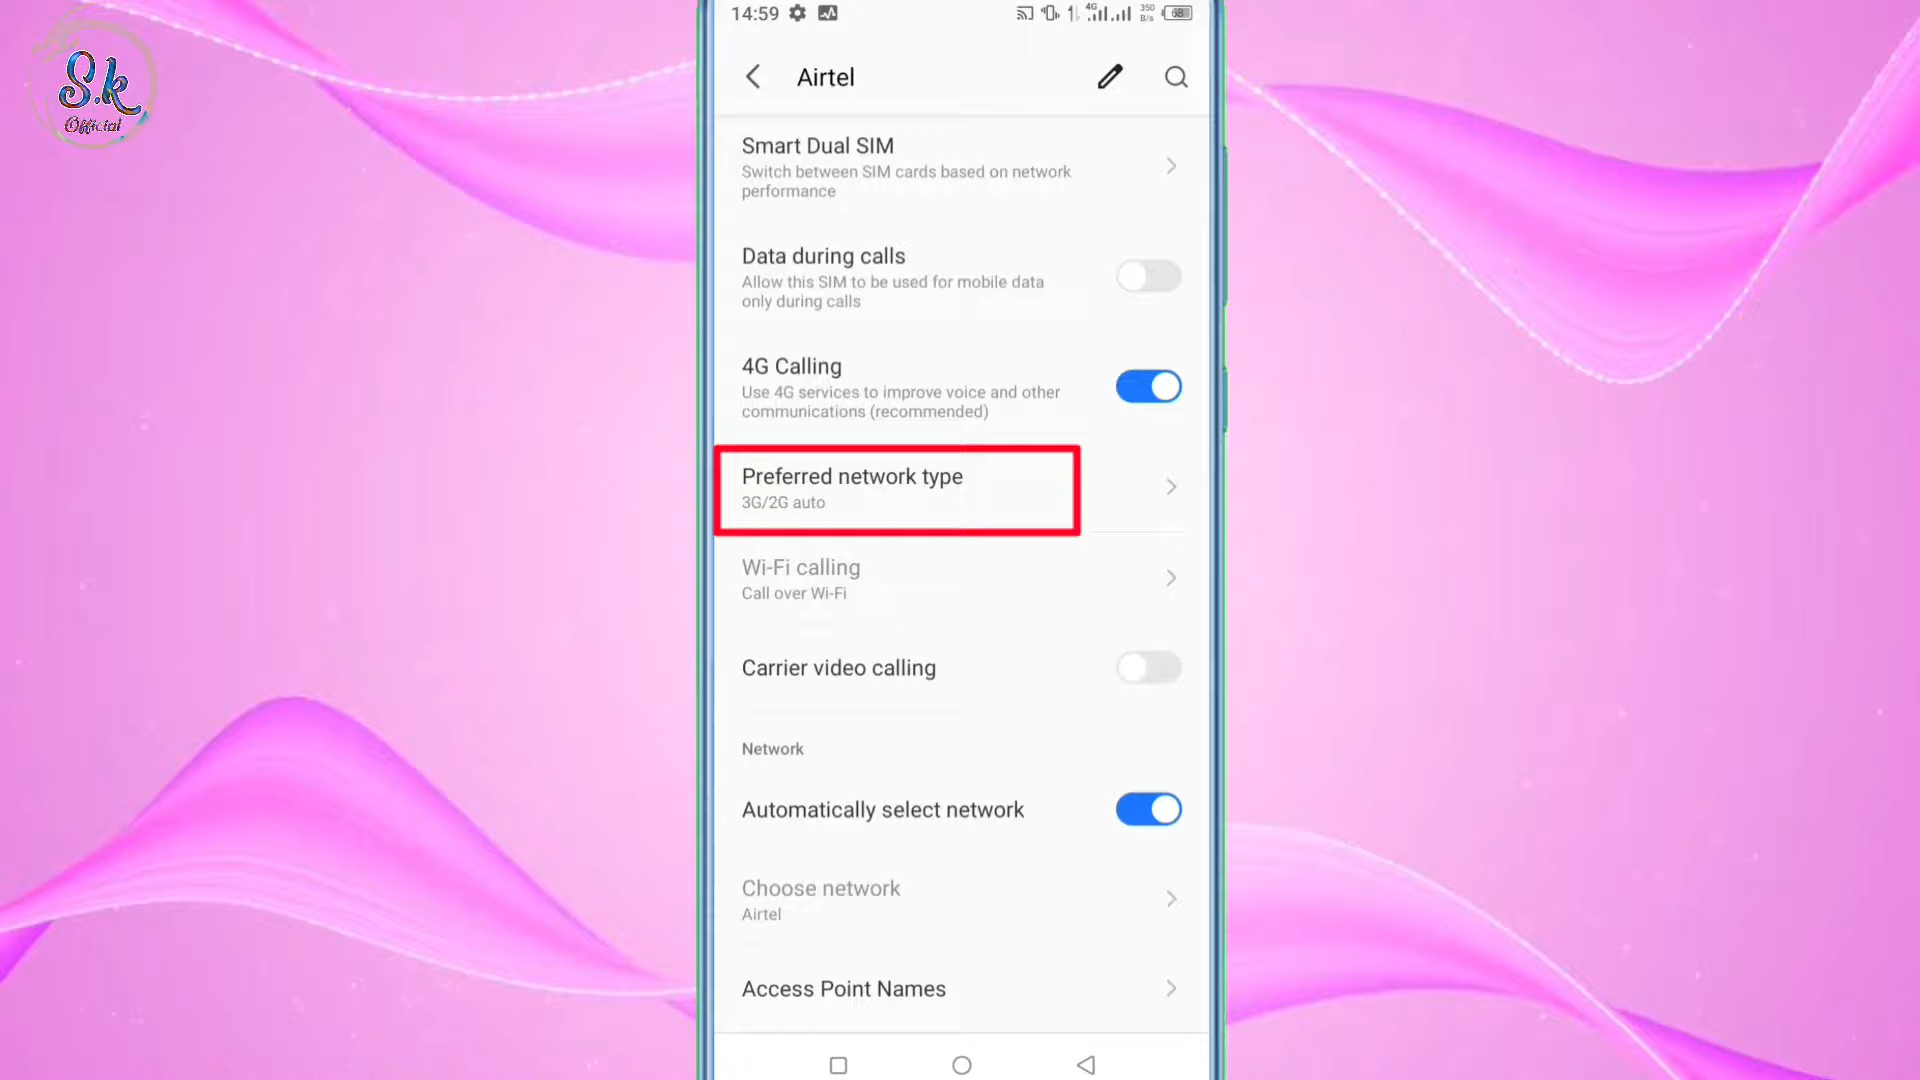 S.k
Official
14:59
4G
350
B/s
68
Airtel
Smart Dual SIM
Switch between SIM cards based on network
performance
Data during calls
Allow this SIM to be used for mobile data
only during calls
4G Calling
Use 4G services to improve voice and other
communications (recommended)
Preferred network type
3G/2G auto
Wi-Fi calling
Call over Wi-Fi
Carrier video calling
Network
Automatically select network
Choose network
Airtel
Access Point Names